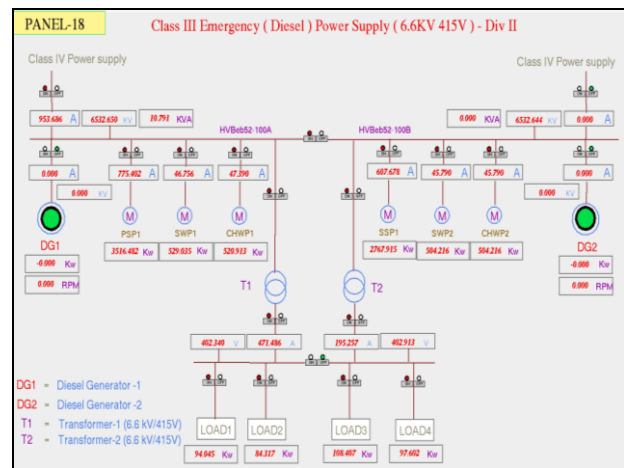 PANEL-18 Class III Emergency ( Diesel ) Power Supply ( 6.6KV 415V ) - Div II
Class IV Power supply Class IV Power supply
953.686 A 6532.650 KV 10.791 KVA 0.000 KVA 6532.644 KV 0.000 A
HVBeb52-100A HVBeb52-100B
0.000 A 775.402 A 46.756 A 47.390 A 607.678 A 45.790 A 45.790 A 0.000 A
0.000 KV 0.000 KV
M M M M M M
DG1 PSP1 SWP1 CHWP1 SSP1 SWP2 CHWP2 DG2
-0.000 Kw 3516.482 Kw 529.035 Kw 520.913 Kw 2767.915 Kw 504.216 Kw 504.216 Kw -0.000 Kw
0.000 RPM 0.000 RPM
T1 T2
402.340 V 471.486 A 195.257 A 402.913 V
DG1 = Diesel Generator -1
DG2 = Diesel Generator -2
T1 = Transformer-1 (6.6 kV/415V)
T2 = Transformer-2 (6.6 kV/415V)
LOAD1 LOAD2 LOAD3 LOAD4
94.045 Kw 84.317 Kw 108.407 Kw 97.602 Kw